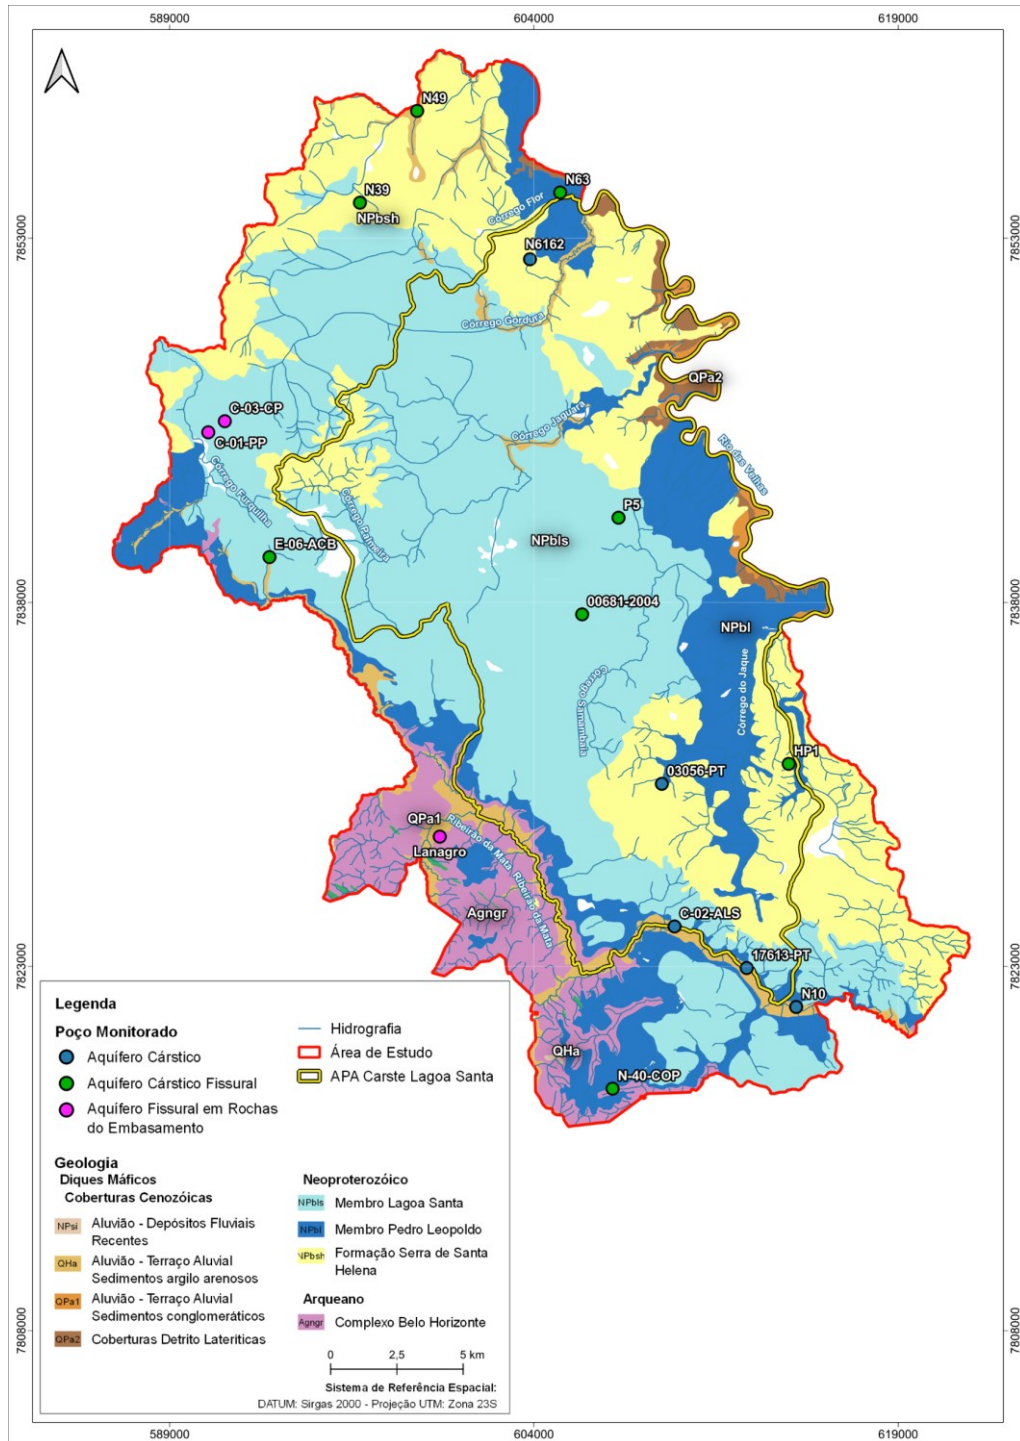 589000
604000
619000
N49
N39
NPbsh
N63
Córrego Flor
7853000
7853000
N6162
Córrego Gordura
QPa2
C-03-CP
C-01-PP
Córrego Jaguara
Rio das Velhas
Córrego Furquilha
Córrego Palmeira
P5
NPbls
E-06-ACB
7838000
7838000
00681-2004
NPbl
Córrego do Jaque
Córrego Samambaia
HP1
03056-PT
QPa1
Ribeirão da Mata
Lanagro
Ribeirão da Mata
Agngr
C-02-ALS
17613-PT
7823000
7823000
N10
QHa
N-40-COP
Legenda
Poço Monitorado
Aquífero Cárstico
Aquífero Cárstico Fissural
Aquífero Fissural em Rochas
do Embasamento
Hidrografia
Área de Estudo
APA Carste Lagoa Santa
Geologia
Diques Máficos
Coberturas Cenozóicas
NPsi Aluvião - Depósitos Fluviais
Recentes
QHa Aluvião - Terraço Aluvial
Sedimentos argilo arenosos
QPa1 Aluvião - Terraço Aluvial
Sedimentos conglomeráticos
QPa2 Coberturas Detrito Lateriticas
Neoproterozóico
NPbls Membro Lagoa Santa
NPbl Membro Pedro Leopoldo
NPbsh Formação Serra de Santa
Helena
Arqueano
Agngr Complexo Belo Horizonte
0 2,5 5 km
Sistema de Referência Espacial:
DATUM: Sirgas 2000 - Projeção UTM: Zona 23S
7808000
7808000
589000
604000
619000